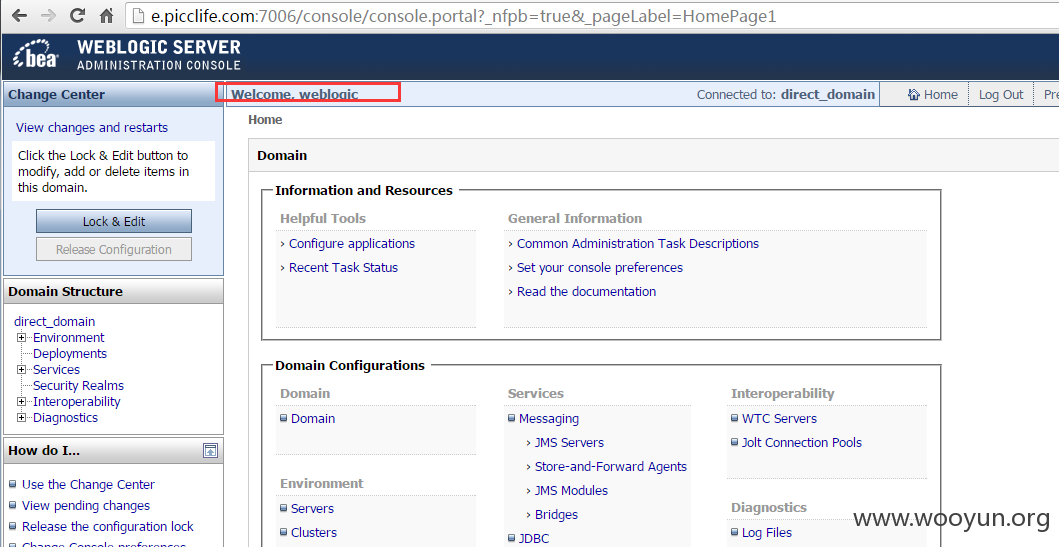 e.picclife.com:7006/console/console.portal?_nfpb=true&_pageLabel=HomePage1
bea WEBLOGIC SERVER
ADMINISTRATION CONSOLE
Change Center
View changes and restarts
Click the Lock & Edit button to
modify, add or delete items in
this domain.
Lock & Edit
Release Configuration
Domain Structure
direct_domain
Environment
Deployments
Services
Security Realms
Interoperability
Diagnostics
How do I...
Use the Change Center
View pending changes
Release the configuration lock
Change Console preferences
Welcome, weblogic
Connected to: direct_domain
Home
Log Out
Pre
Home
Domain
Information and Resources
Helpful Tools
Configure applications
Recent Task Status
General Information
Common Administration Task Descriptions
Set your console preferences
Read the documentation
Domain Configurations
Domain
Domain
Environment
Servers
Clusters
Services
Messaging
JMS Servers
Store-and-Forward Agents
JMS Modules
Bridges
JDBC
Interoperability
WTC Servers
Jolt Connection Pools
Diagnostics
Log Files
www.wooyun.org